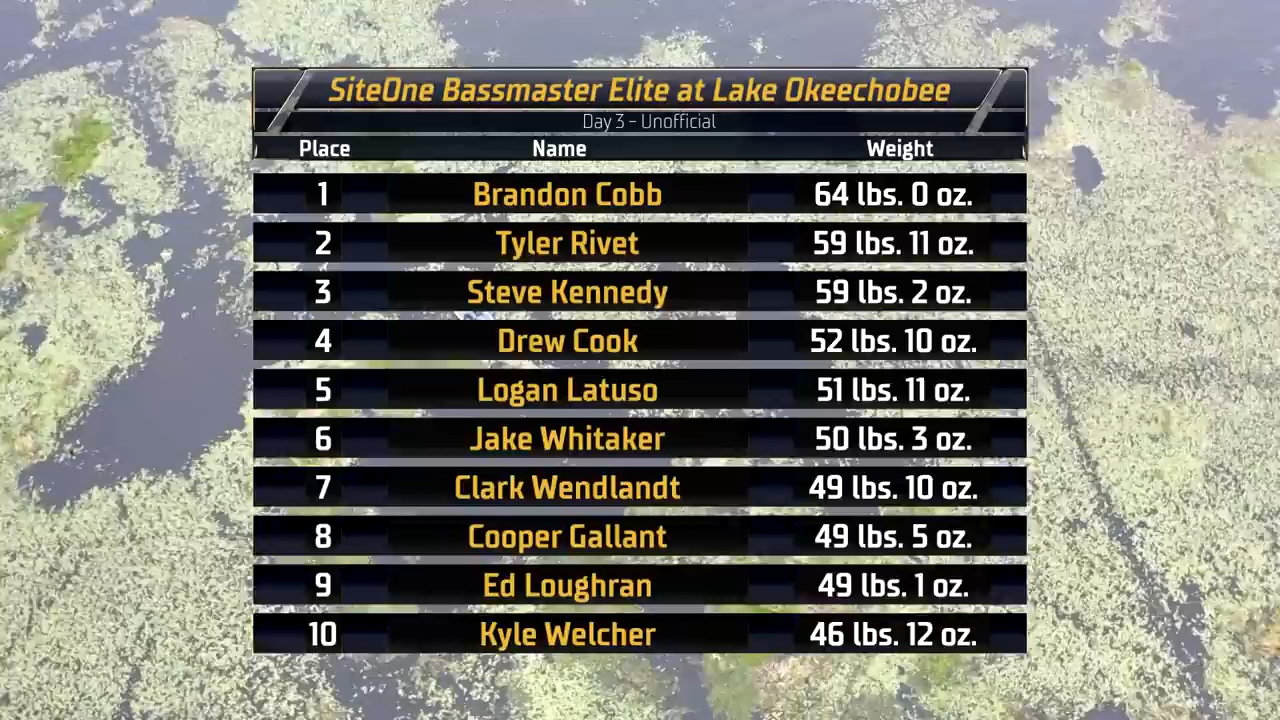 SiteOne Bassmaster Elite at Lake Okeechobee
Day 3 - Unofficial
Place Name Weight
1 Brandon Cobb 64 lbs. 0 oz.
2 Tyler Rivet 59 lbs. 11 oz.
3 Steve Kennedy 59 lbs. 2 oz.
4 Drew Cook 52 lbs. 10 oz.
5 Logan Latuso 51 lbs. 11 oz.
6 Jake Whitaker 50 lbs. 3 oz.
7 Clark Wendlandt 49 lbs. 10 oz.
8 Cooper Gallant 49 lbs. 5 oz.
9 Ed Loughran 49 lbs. 1 oz.
10 Kyle Welcher 46 lbs. 12 oz.